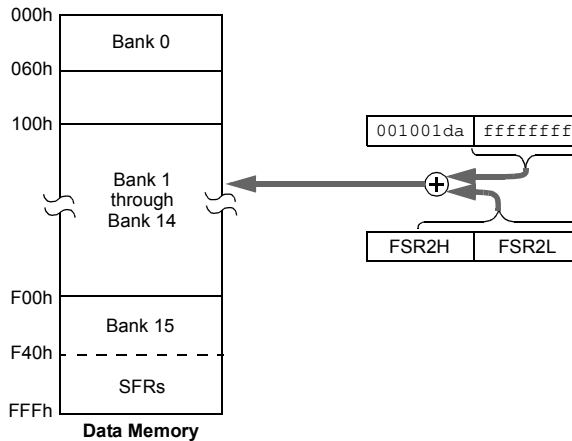 000h
Bank 0
060h
100h
001001da ffffffff
Bank 1
through
Bank 14
FSR2H FSR2L
F00h
Bank 15
F40h
SFRs
FFFh
Data Memory